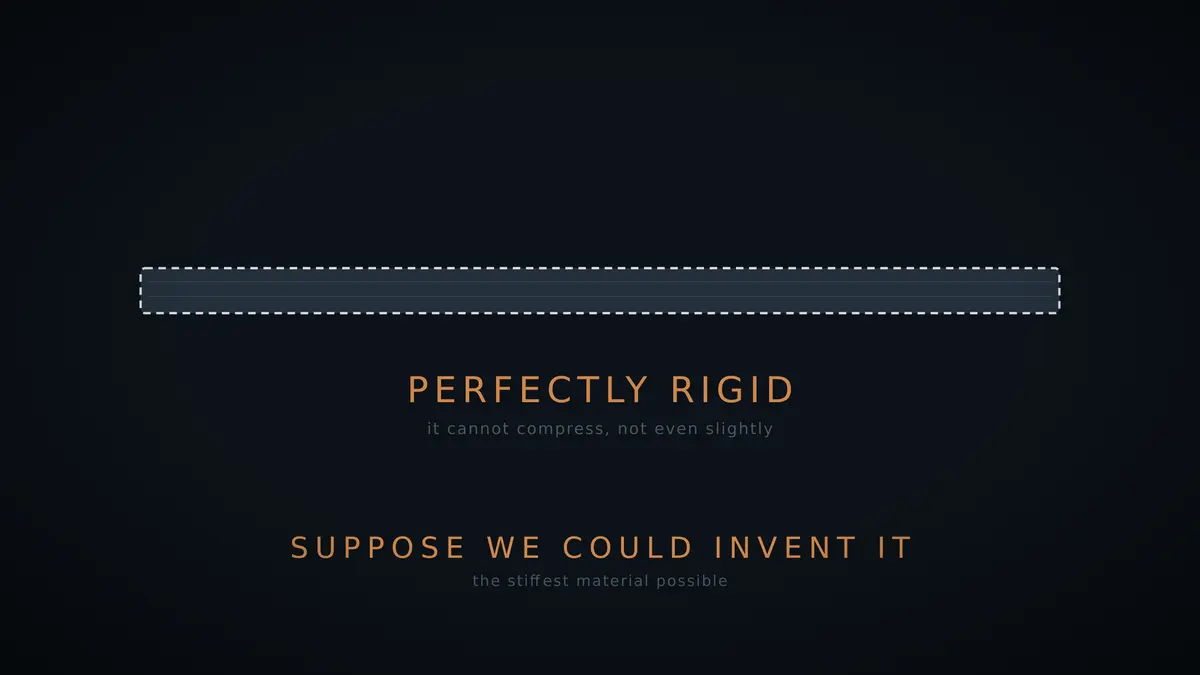 PERFECTLY RIGID
it cannot compress, not even slightly
SUPPOSE WE COULD INVENT IT
the stiffest material possible